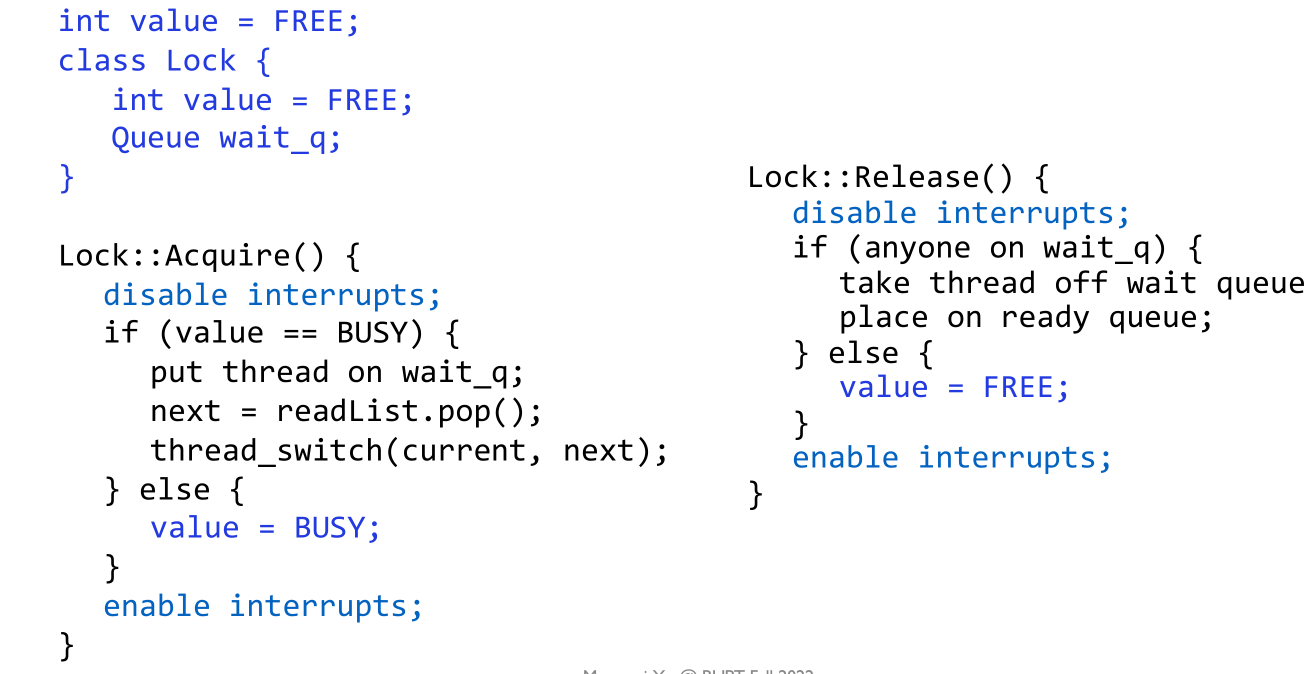 int value = FREE;
class Lock {
int value = FREE;
Queue wait_q;
}
Lock::Acquire() {
disable interrupts;
if (value == BUSY) {
put thread on wait_q;
next = readList.pop();
thread_switch(current, next);
} else {
value = BUSY;
}
enable interrupts;
}
Lock::Release() {
disable interrupts;
if (anyone on wait_q) {
take thread off wait queue
place on ready queue;
} else {
value = FREE;
}
enable interrupts;
}